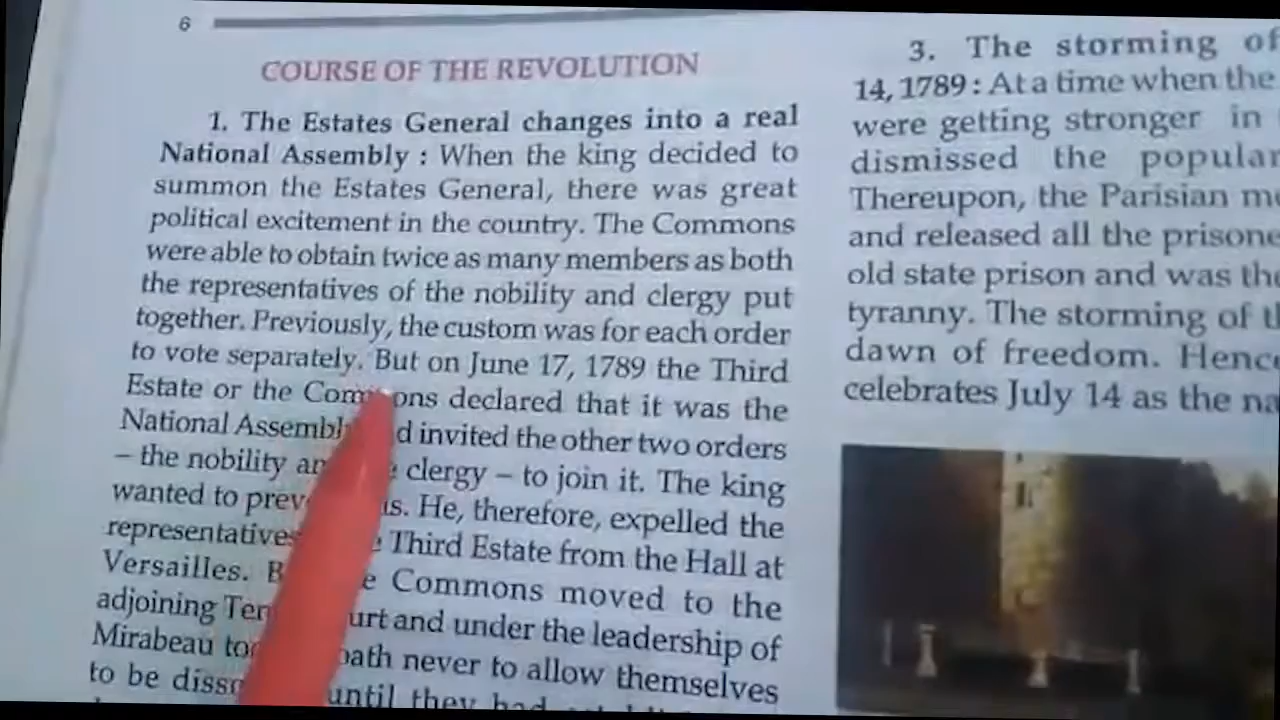 6
COURSE OF THE REVOLUTION
1. The Estates General changes into a real
National Assembly : When the king decided to
summon the Estates General, there was great
political excitement in the country. The Commons
were able to obtain twice as many members as both
the representatives of the nobility and clergy put
together. Previously, the custom was for each order
to vote separately. But on June 17, 1789 the Third
Estate or the Commons declared that it was the
National Assembl d invited the other two orders
– the nobility an clergy – to join it. The king
wanted to prev is. He, therefore, expelled the
representatives Third Estate from the Hall at
Versailles. B e Commons moved to the
adjoining Ten urt and under the leadership of
Mirabeau too oath never to allow themselves
to be disso until they had
3. The storming of
14, 1789 : At a time when the
were getting stronger in
dismissed the popular
Thereupon, the Parisian m
and released all the prisone
old state prison and was the
tyranny. The storming of t
dawn of freedom. Hence
celebrates July 14 as the na